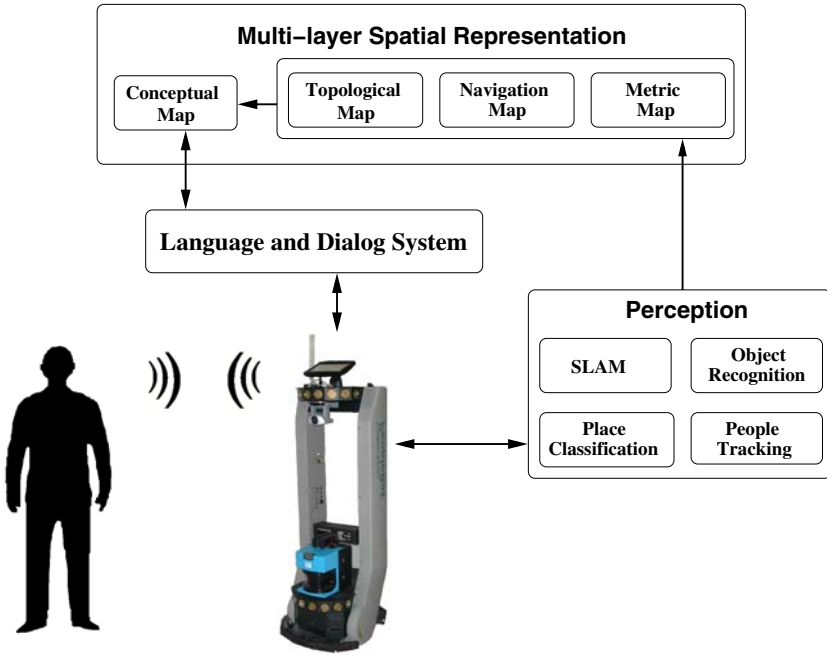 Multi−layer Spatial Representation
Conceptual
Map
Topological
Map
Navigation
Map
Metric
Map
Language and Dialog System
Perception
SLAM
Object
Recognition
Place
Classification
People
Tracking